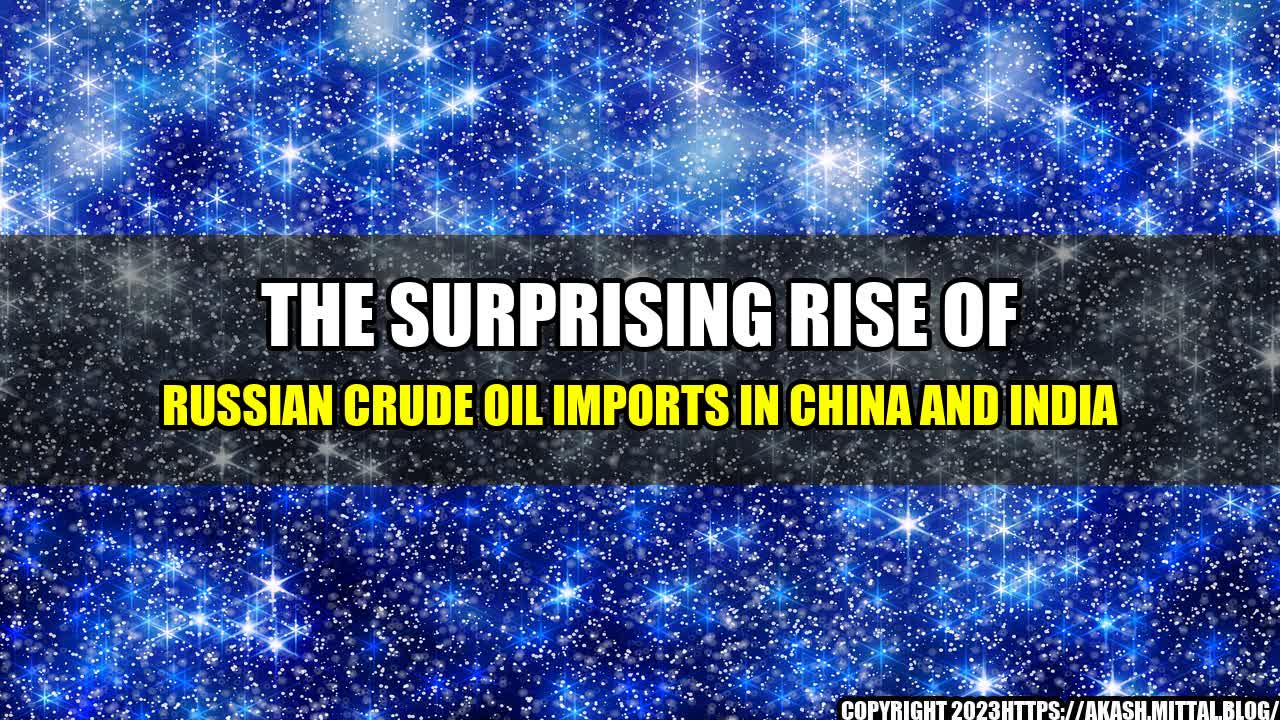 THE SURPRISING RISE OF
RUSSIAN CRUDE OIL IMPORTS IN CHINA AND INDIA
COPYRIGHT 2023HTTPS://AKASH.MITTAL.BLOG/